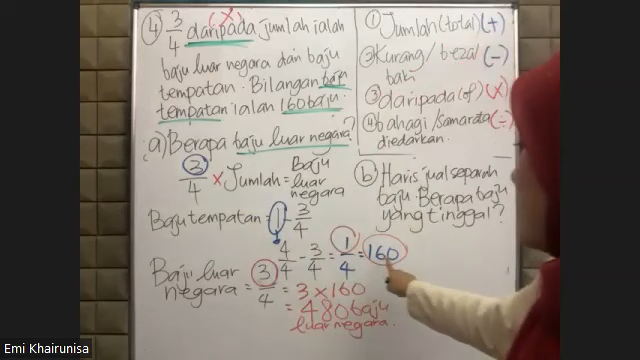 ④ 3/4 daripada jumlah ialah
(x)
baju luar negara dan baju
tempatan. Bilangan baju
tempatan ialah 160 baju.
a) Berapa baju luar negara?
3/4 x Jumlah = Baju luar negara
Baju tempatan: 1 - 3/4
4/4 - 3/4 = 1/4 = 160
Baju luar negara = 3/4 = 3 x 160
= 480 baju
luar negara.
① Jumlah (total) (+)
② Kurang / beza (-)
baki
③ daripada (of) (x)
④ bahagi / samarata (÷)
diedarkan.
b) Haris jual separuh
baju. Berapa baju
yang tinggal?
Emi Khairunisa